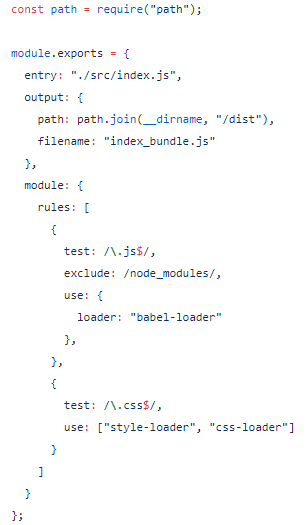 const path = require("path");

module.exports = {
  entry: "./src/index.js",
  output: {
    path: path.join(__dirname, "/dist"),
    filename: "index_bundle.js"
  },
  module: {
    rules: [
      {
        test: /\.js$/,
        exclude: /node_modules/,
        use: {
          loader: "babel-loader"
        },
      },
      {
        test: /\.css$/,
        use: ["style-loader", "css-loader"]
      }
    ]
  }
};